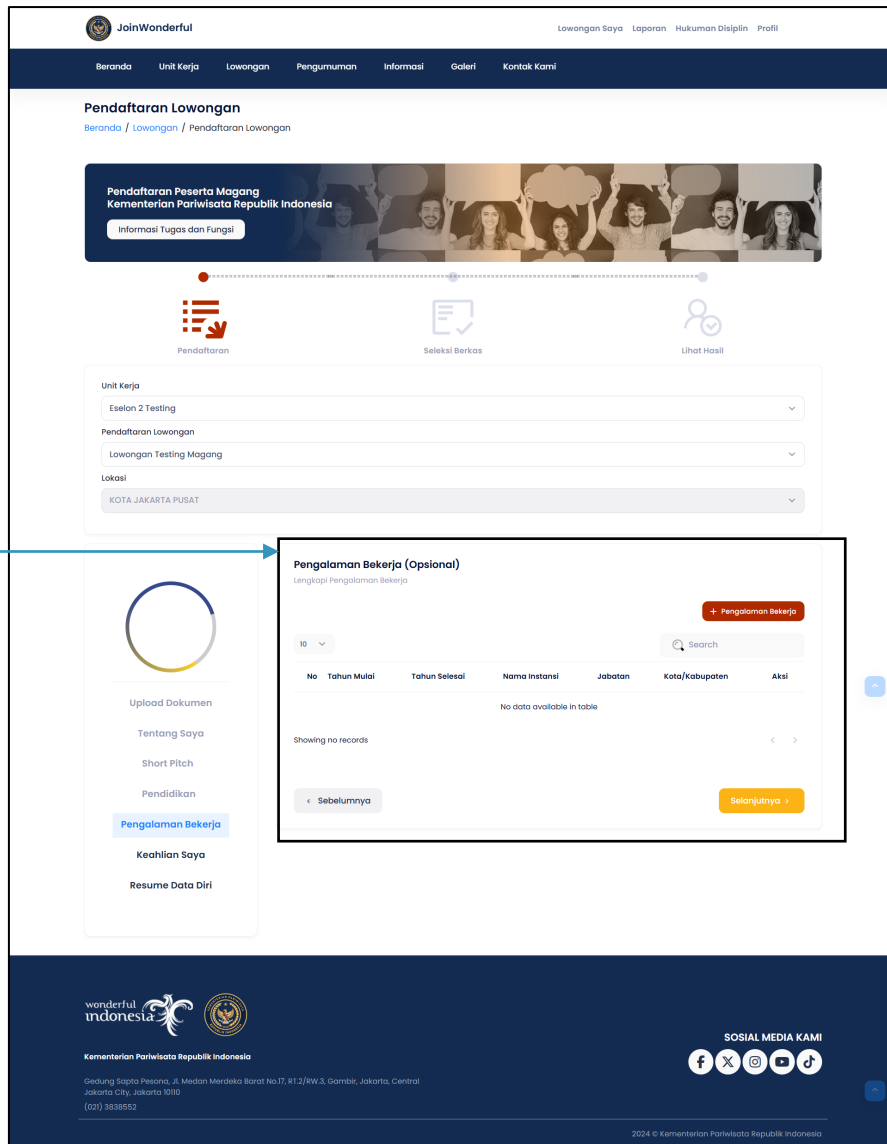 JoinWonderful
Lowongan Saya Laporan Hukuman Disiplin Profil
Beranda Unit Kerja Lowongan Pengumuman Informasi Galeri Kontak Kami
Pendaftaran Lowongan
Beranda / Lowongan / Pendaftaran Lowongan
Pendaftaran Peserta Magang
Kementerian Pariwisata Republik Indonesia
Informasi Tugas dan Fungsi
Pendaftaran Seleksi Berkas Lihat Hasil
Unit Kerja
Eselon 2 Testing
Pendaftaran Lowongan
Lowongan Testing Magang
Lokasi
KOTA JAKARTA PUSAT
Upload Dokumen
Tentang Saya
Short Pitch
Pendidikan
Pengalaman Bekerja
Keahlian Saya
Resume Data Diri
Pengalaman Bekerja (Opsional)
Lengkapi Pengalaman Bekerja
+ Pengalaman Bekerja
10 Search
No Tahun Mulai Tahun Selesai Nama Instansi Jabatan Kota/Kabupaten Aksi
No data available in table
Showing no records < >
< Sebelumnya Selanjutnya >
wonderful
indonesia
Kementerian Pariwisata Republik Indonesia
Gedung Sapta Pesona, Jl. Medan Merdeka Barat No.17, RT.2/RW.3, Gambir, Jakarta, Central
Jakarta City, Jakarta 10110
(021) 3838552
SOSIAL MEDIA KAMI
2024 © Kementerian Pariwisata Republik Indonesia